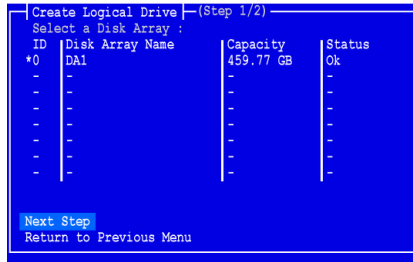 Create Logical Drive (Step 1/2)
Select a Disk Array :
ID Disk Array Name Capacity Status
*0 DA1 459.77 GB Ok
- - - -
- - - -
- - - -
- - - -
- - - -
- - - -
- - - -
Next Step
Return to Previous Menu